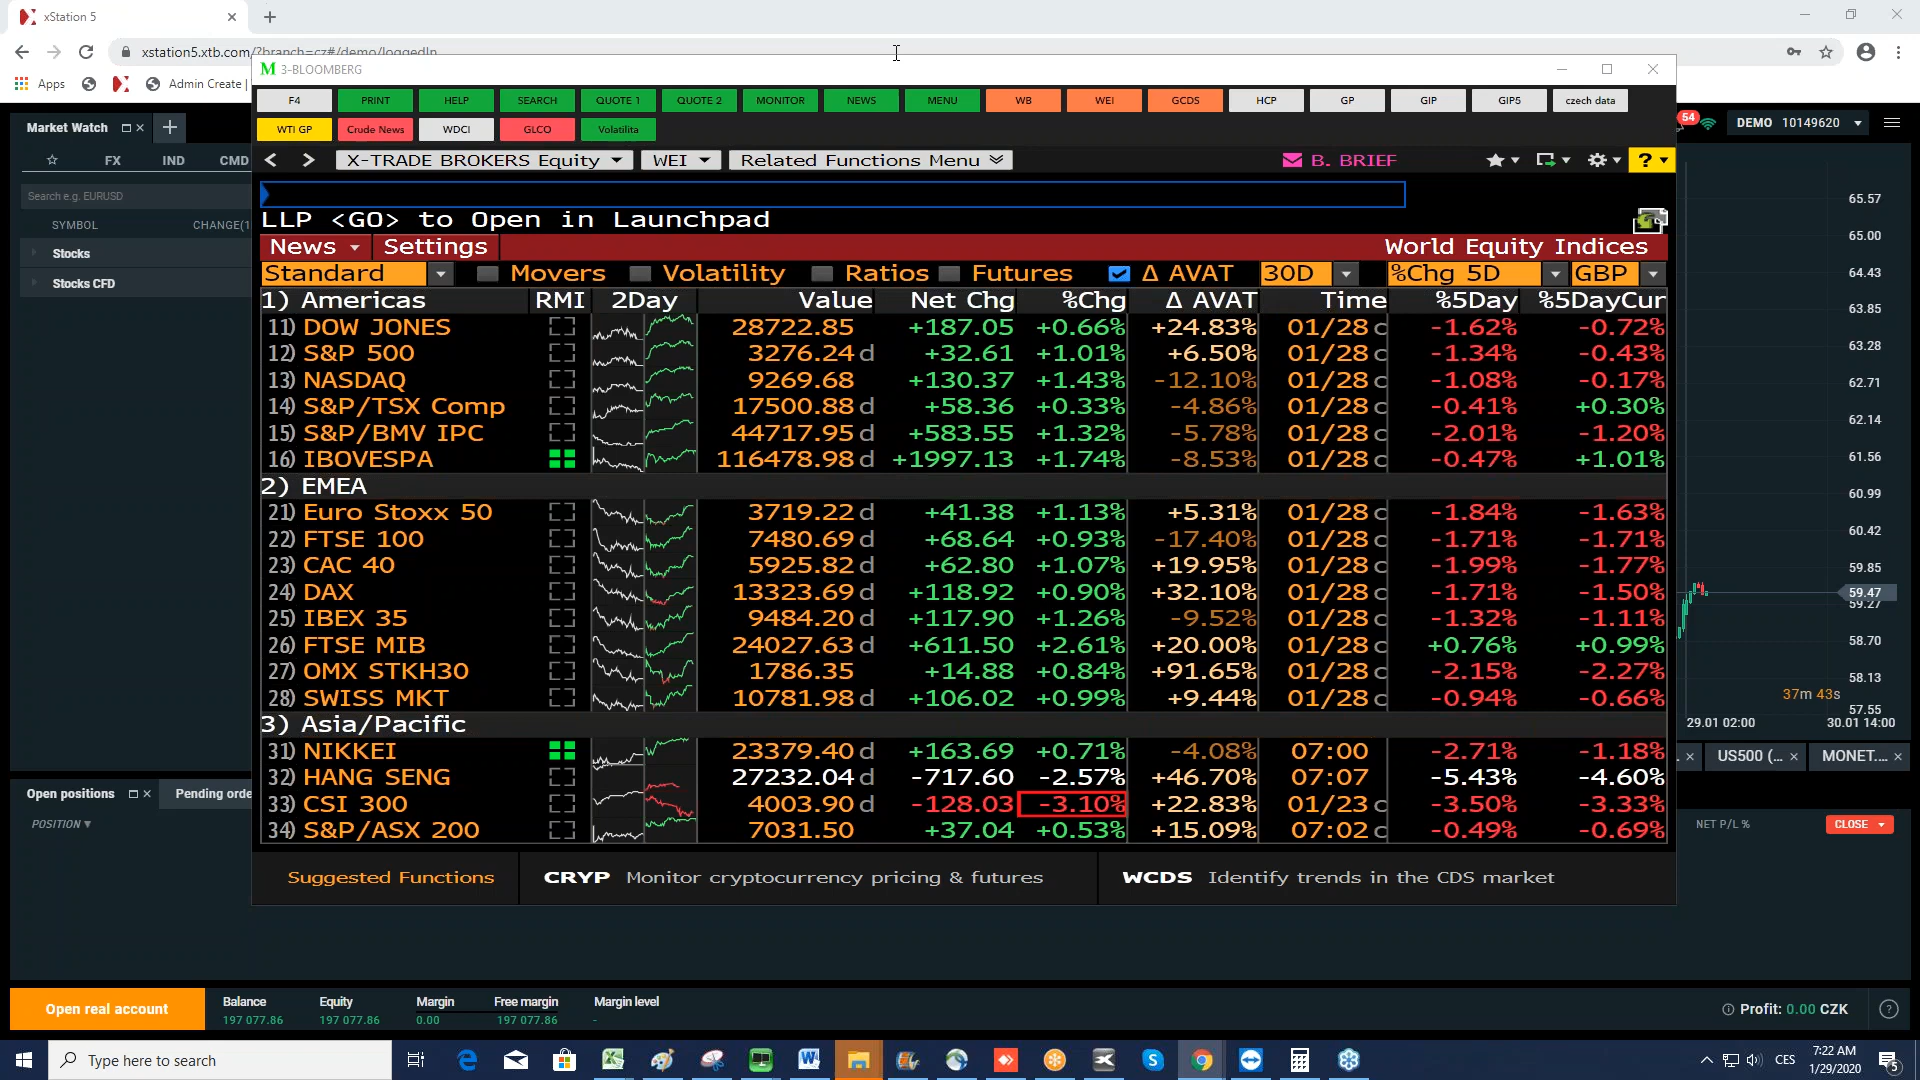 xStation 5
xstation5.xtb.com/?branch=cz#/demo/loggedIn
Apps
Admin Create |
3-BLOOMBERG
F4 PRINT HELP SEARCH QUOTE 1 QUOTE 2 MONITOR NEWS MENU WB WEI GCDS HCP GP GIP GIP5 czech data
WTI GP Crude News WDCI GLCO Volatilita
X-TRADE BROKERS Equity WEI Related Functions Menu B. BRIEF ?
LLP <GO> to Open in Launchpad
News Settings World Equity Indices
Standard Movers Volatility Ratios Futures Δ AVAT 30D %Chg 5D GBP
1) Americas RMI 2Day Value Net Chg %Chg Δ AVAT Time %5Day %5DayCur
11) DOW JONES 28722.85 +187.05 +0.66% +24.83% 01/28 c -1.62% -0.72%
12) S&P 500 3276.24 d +32.61 +1.01% +6.50% 01/28 c -1.34% -0.43%
13) NASDAQ 9269.68 +130.37 +1.43% -12.10% 01/28 c -1.08% -0.17%
14) S&P/TSX Comp 17500.88 d +58.36 +0.33% -4.86% 01/28 c -0.41% +0.30%
15) S&P/BMV IPC 44717.95 d +583.55 +1.32% -5.78% 01/28 c -2.01% -1.20%
16) IBOVESPA 116478.98 d +1997.13 +1.74% -8.53% 01/28 c -0.47% +1.01%
2) EMEA
21) Euro Stoxx 50 3719.22 d +41.38 +1.13% +5.31% 01/28 c -1.84% -1.63%
22) FTSE 100 7480.69 d +68.64 +0.93% -17.40% 01/28 c -1.71% -1.71%
23) CAC 40 5925.82 d +62.80 +1.07% +19.95% 01/28 c -1.99% -1.77%
24) DAX 13323.69 d +118.92 +0.90% +32.10% 01/28 c -1.71% -1.50%
25) IBEX 35 9484.20 d +117.90 +1.26% -9.52% 01/28 c -1.32% -1.11%
26) FTSE MIB 24027.63 d +611.50 +2.61% +20.00% 01/28 c +0.76% +0.99%
27) OMX STKH30 1786.35 +14.88 +0.84% +91.65% 01/28 c -2.15% -2.27%
28) SWISS MKT 10781.98 d +106.02 +0.99% +9.44% 01/28 c -0.94% -0.66%
3) Asia/Pacific
31) NIKKEI 23379.40 d +163.69 +0.71% -4.08% 07:00 -2.71% -1.18%
32) HANG SENG 27232.04 d -717.60 -2.57% +46.70% 07:07 -5.43% -4.60%
33) CSI 300 4003.90 d -128.03 -3.10% +22.83% 01/23 c -3.50% -3.33%
34) S&P/ASX 200 7031.50 +37.04 +0.53% +15.09% 07:02 c -0.49% -0.69%
Suggested Functions CRYP Monitor cryptocurrency pricing & futures WCDS Identify trends in the CDS market
Market Watch
FX IND CMD
Search e.g. EURUSD
SYMBOL CHANGE(1
Stocks
Stocks CFD
54 DEMO 10149620
65.57
65.00
64.43
63.85
63.28
62.71
62.14
61.56
60.99
60.42
59.85
59.47
59.27
58.70
58.13
37m 43s
57.55
29.01 02:00 30.01 14:00
US500 (... MONET....
Open positions Pending orde
POSITION NET P/L % CLOSE
Open real account
Balance Equity Margin Free margin Margin level
197 077.86 197 077.86 0.00 197 077.86 -
Profit: 0.00 CZK
Type here to search
CES
7:22 AM
1/29/2020
5